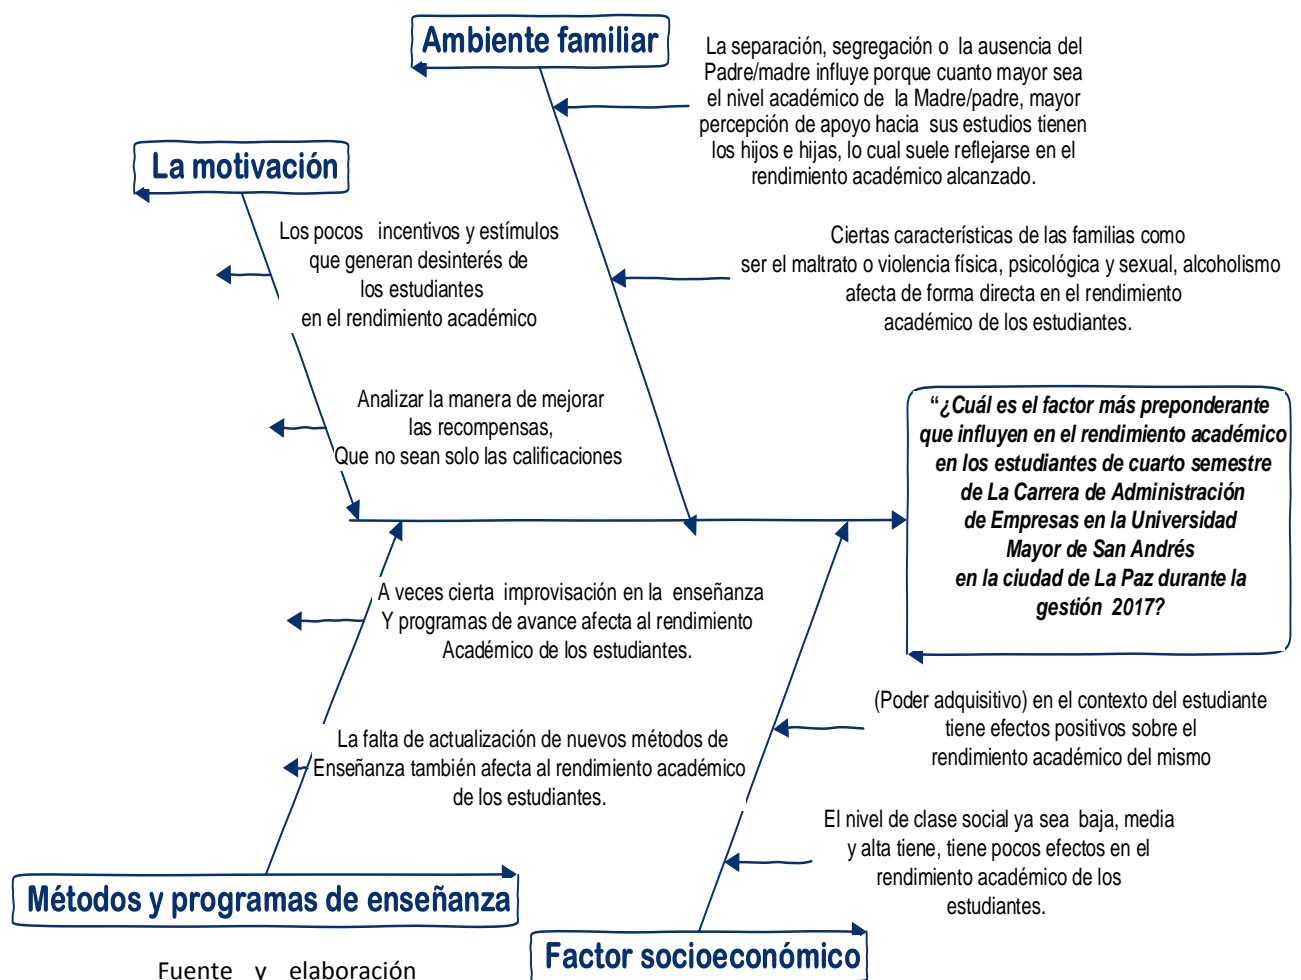 Ambiente familiar
La separación, segregación o la ausencia del
Padre/madre influye porque cuanto mayor sea
el nivel académico de la Madre/padre, mayor
percepción de apoyo hacia sus estudios tienen
los hijos e hijas, lo cual suele reflejarse en el
rendimiento académico alcanzado.
La motivación
Los pocos incentivos y estímulos
que generan desinterés de
los estudiantes
en el rendimiento académico
Ciertas características de las familias como
ser el maltrato o violencia física, psicológica y sexual, alcoholismo
afecta de forma directa en el rendimiento
académico de los estudiantes.
Analizar la manera de mejorar
las recompensas,
Que no sean solo las calificaciones
“¿Cuál es el factor más preponderante
que influyen en el rendimiento académico
en los estudiantes de cuarto semestre
de La Carrera de Administración
de Empresas en la Universidad
Mayor de San Andrés
en la ciudad de La Paz durante la
gestión 2017?
A veces cierta improvisación en la enseñanza
Y programas de avance afecta al rendimiento
Académico de los estudiantes.
La falta de actualización de nuevos métodos de
Enseñanza también afecta al rendimiento académico
de los estudiantes.
(Poder adquisitivo) en el contexto del estudiante
tiene efectos positivos sobre el
rendimiento académico del mismo
El nivel de clase social ya sea baja, media
y alta tiene, tiene pocos efectos en el
rendimiento académico de los
estudiantes.
Métodos y programas de enseñanza
Factor socioeconómico
Fuente y elaboración